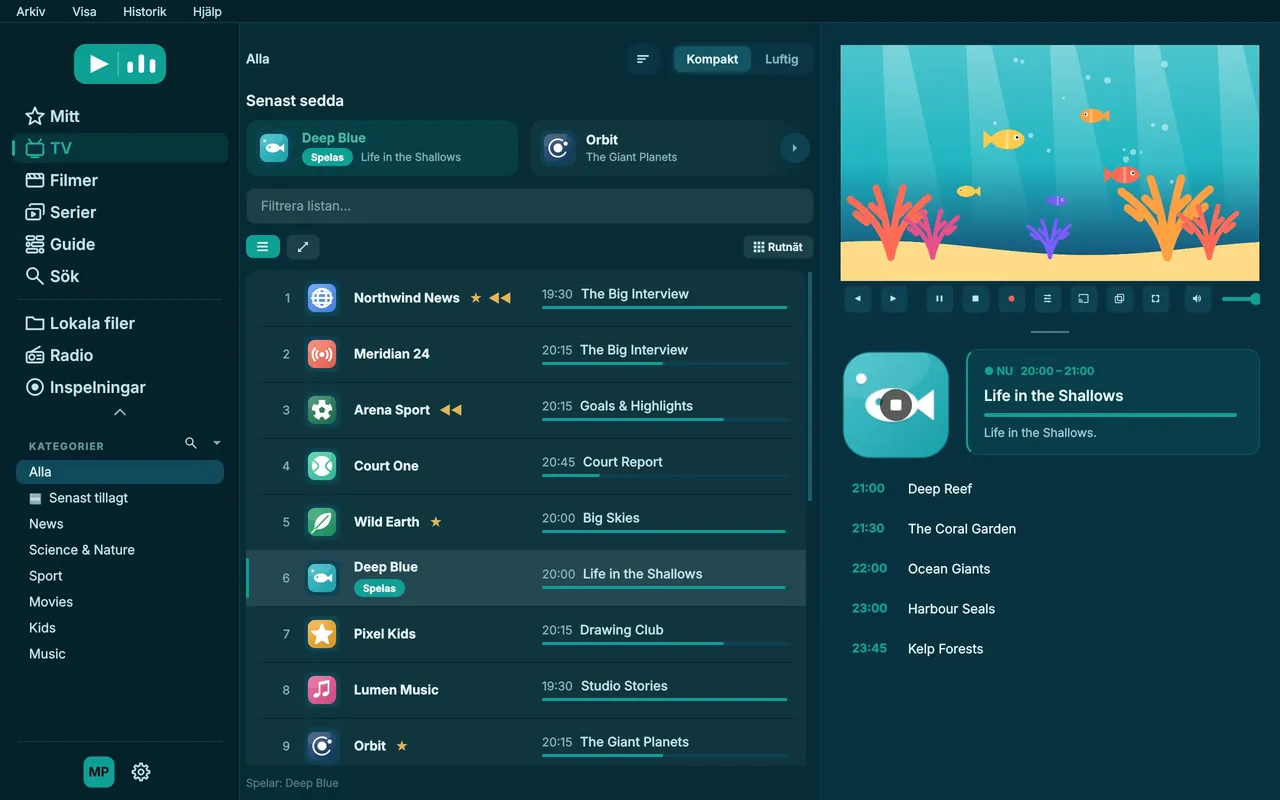 Arkiv Visa Historik Hjälp
Mitt
TV
Filmer
Serier
Guide
Sök
Lokala filer
Radio
Inspelningar
KATEGORIER
Alla
Senast tillagt
News
Science & Nature
Sport
Movies
Kids
Music
MP
Alla
Kompakt Luftig
Senast sedda
Deep Blue
Spelas Life in the Shallows
Orbit
The Giant Planets
Filtrera listan...
Rutnät
1 Northwind News 19:30 The Big Interview
2 Meridian 24 20:15 The Big Interview
3 Arena Sport 20:15 Goals & Highlights
4 Court One 20:45 Court Report
5 Wild Earth 20:00 Big Skies
6 Deep Blue 20:00 Life in the Shallows
Spelas
7 Pixel Kids 20:15 Drawing Club
8 Lumen Music 19:30 Studio Stories
9 Orbit 20:15 The Giant Planets
Spelar: Deep Blue
NU 20:00–21:00
Life in the Shallows
Life in the Shallows.
21:00 Deep Reef
21:30 The Coral Garden
22:00 Ocean Giants
23:00 Harbour Seals
23:45 Kelp Forests